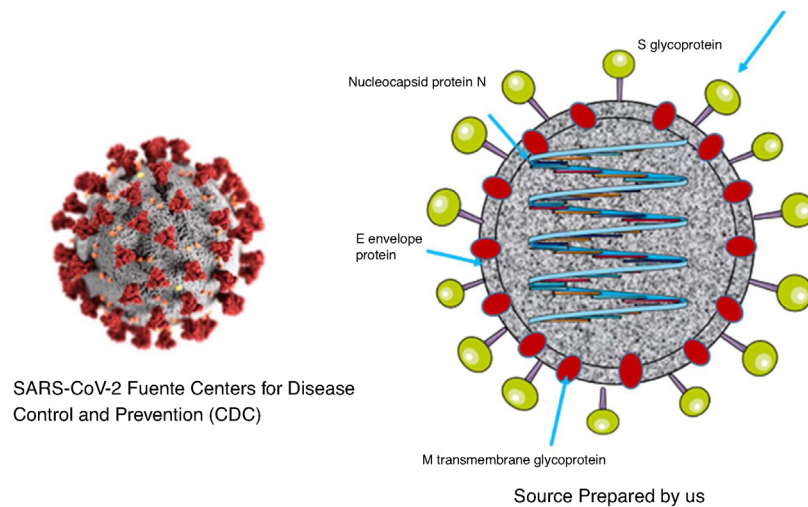 S glycoprotein
Nucleocapsid protein N
E envelope
protein
SARS-CoV-2 Fuente Centers for Disease
Control and Prevention (CDC)
M transmembrane glycoprotein
Source Prepared by us